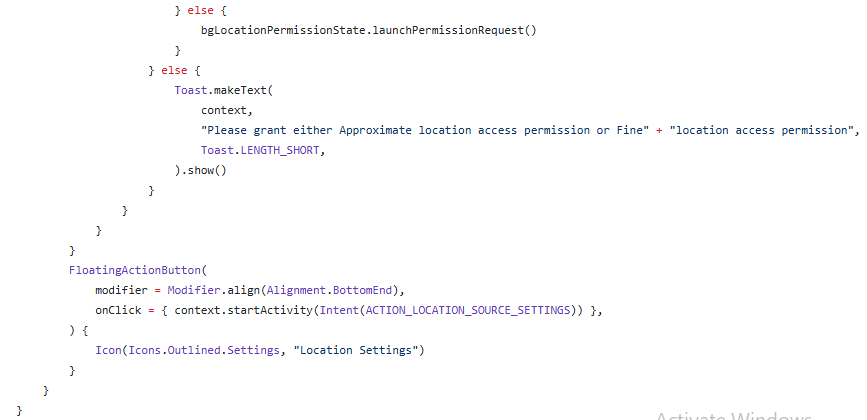 } else {
bgLocationPermissionState.launchPermissionRequest()
}
} else {
Toast.makeText(
context,
"Please grant either Approximate location access permission or Fine" + "location access permission",
Toast.LENGTH_SHORT,
).show()
}
}
}
}
FloatingActionButton(
modifier = Modifier.align(Alignment.BottomEnd),
onClick = { context.startActivity(Intent(ACTION_LOCATION_SOURCE_SETTINGS)) },
) {
Icon(Icons.Outlined.Settings, "Location Settings")
}
}
}
Activate Windows